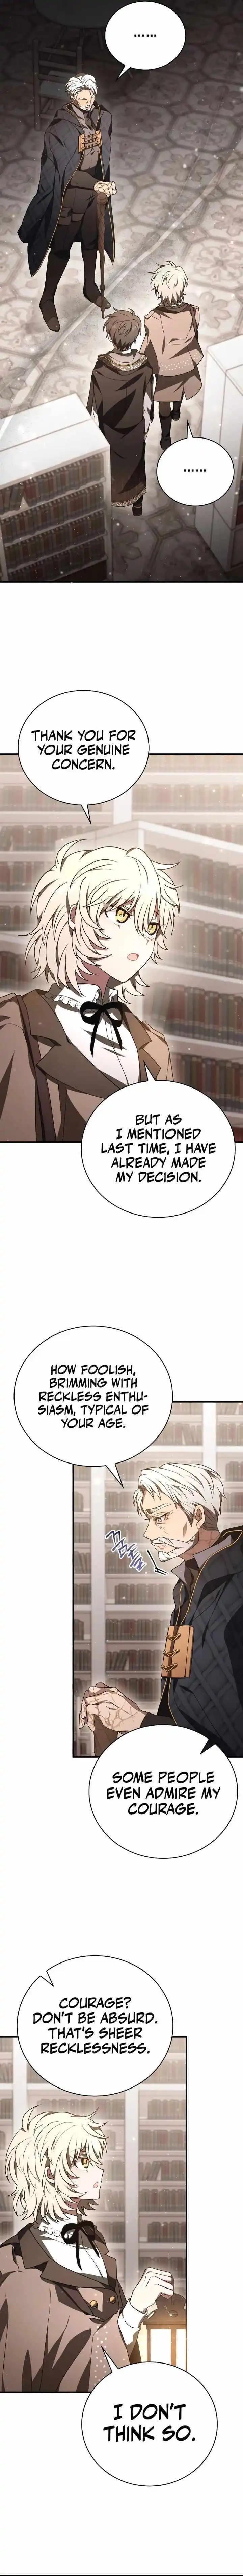 ......
......
THANK YOU FOR
YOUR GENUINE
CONCERN.
BUT AS
I MENTIONED
LAST TIME, I HAVE
ALREADY MADE
MY DECISION.
HOW FOOLISH,
BRIMMING WITH
RECKLESS ENTHU-
SIASM, TYPICAL OF
YOUR AGE.
SOME PEOPLE
EVEN ADMIRE MY
COURAGE.
COURAGE?
DON'T BE ABSURD.
THAT'S SHEER
RECKLESSNESS.
I DON'T
THINK SO.